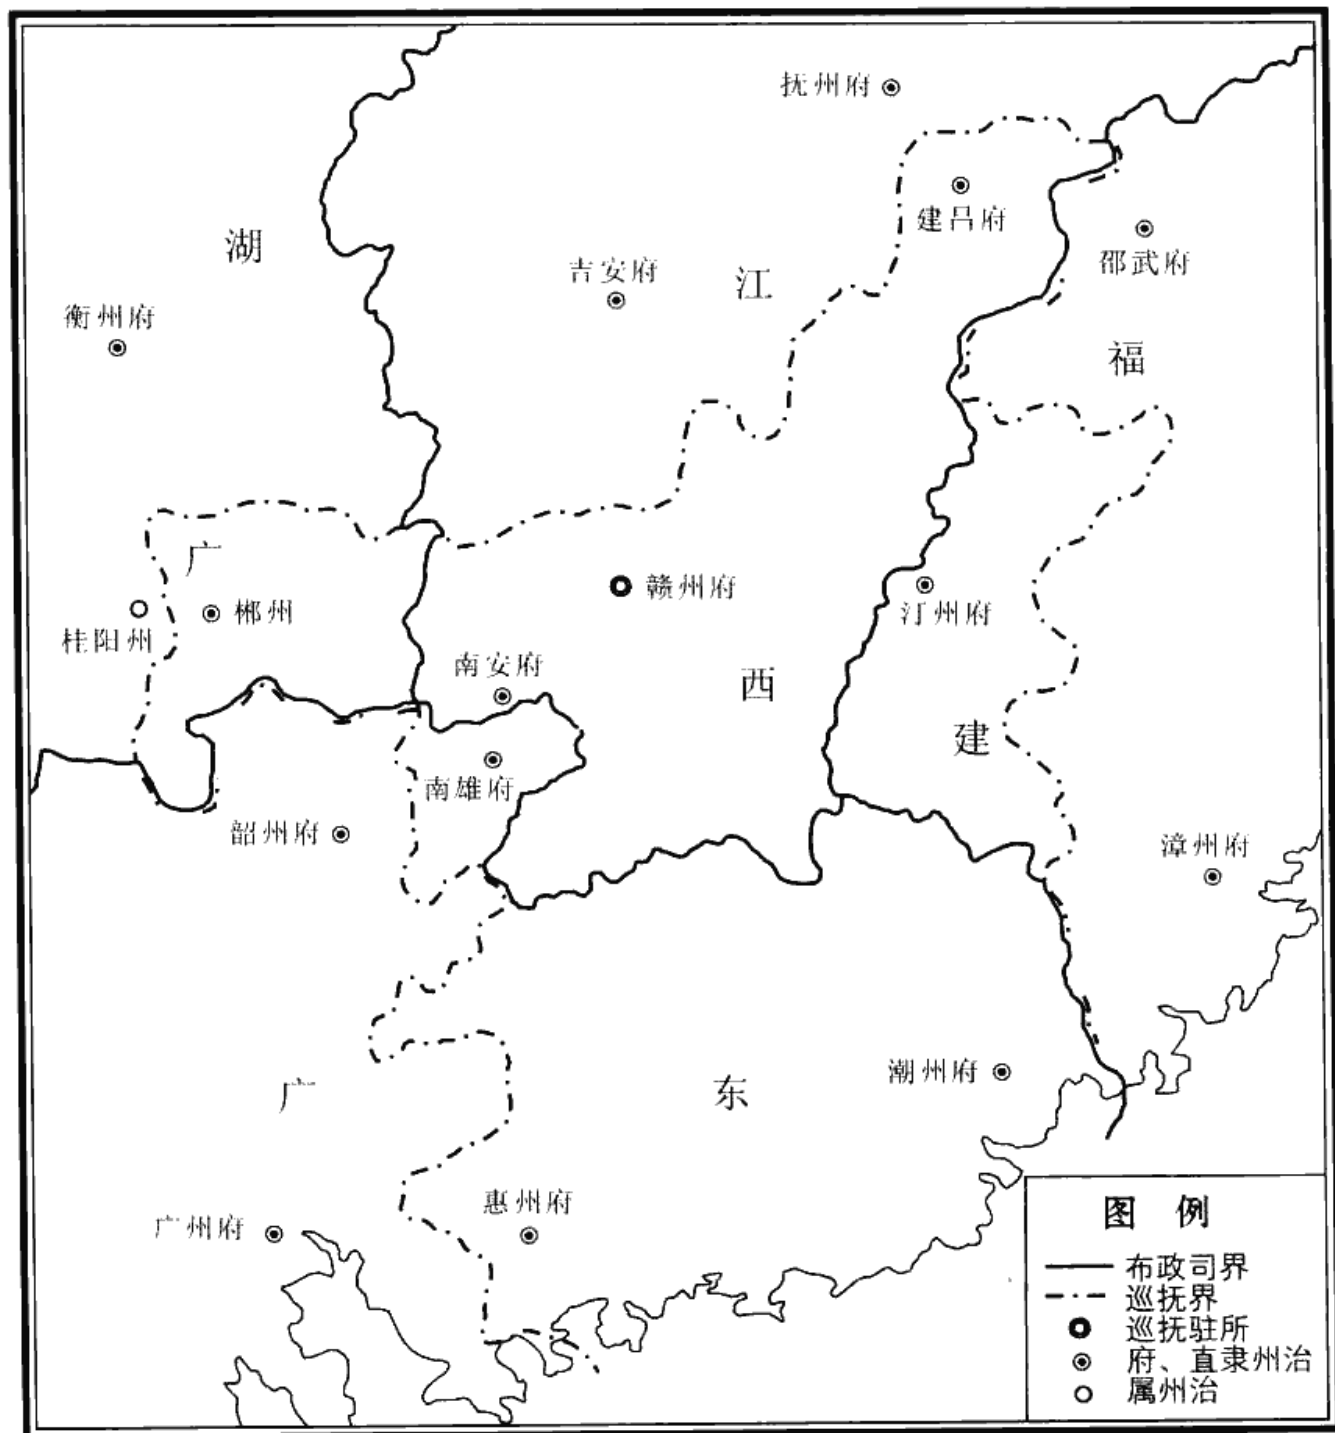 抚州府
建昌府
湖
吉安府
江
邵武府
衡州府
福
广
赣州府
汀州府
郴州
桂阳州
南安府
西
建
南雄府
韶州府
漳州府
潮州府
广
东
惠州府
广州府
图 例
布政司界
巡抚界
巡抚驻所
府、直隶州治
属州治